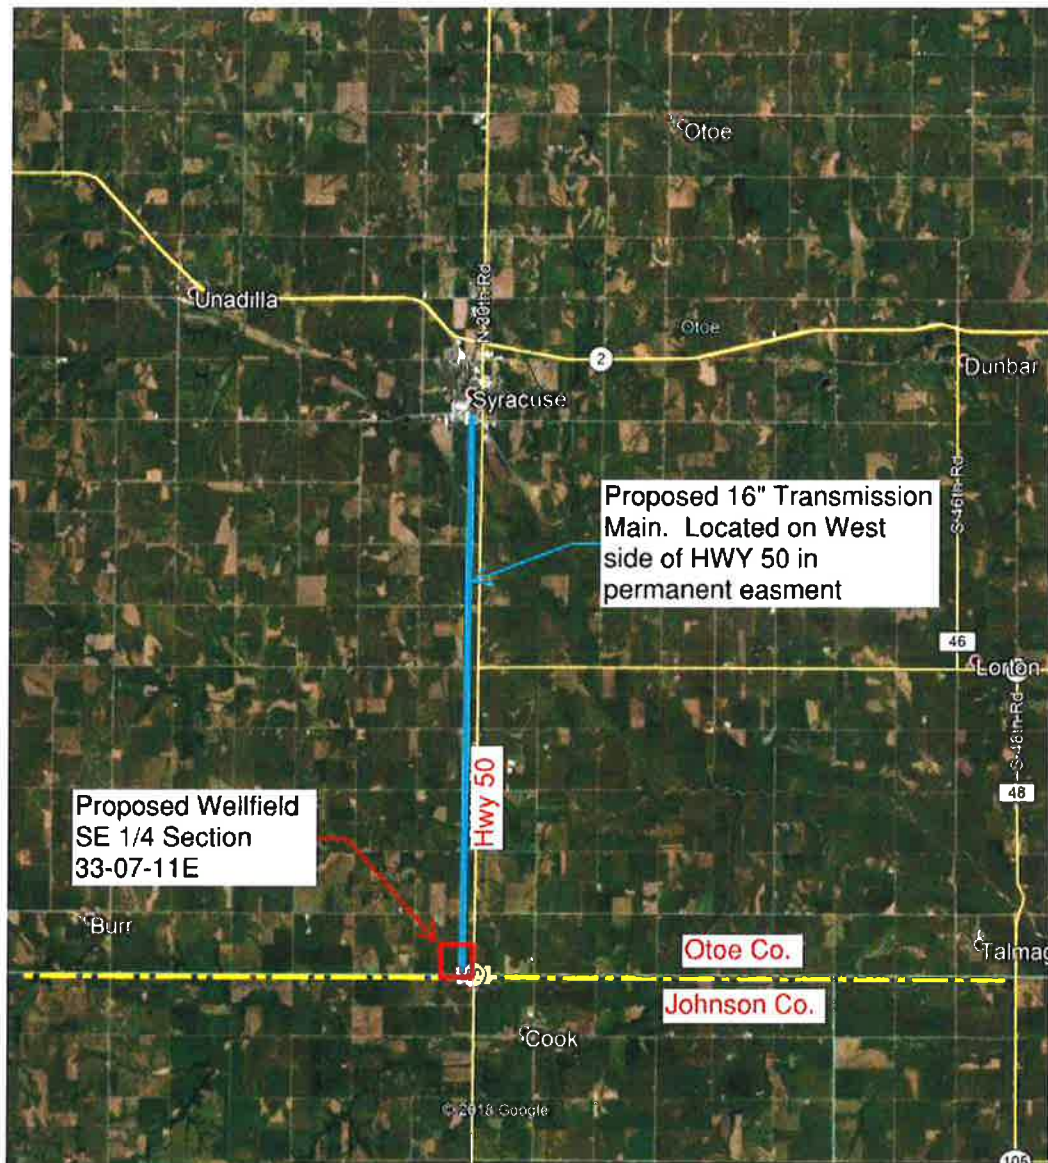 Otoe
Unadilla
N 30th Rd
Otoe
2
Dunbar
Syracuse
S 46th Rd
Proposed 16" Transmission
Main. Located on West
side of HWY 50 in
permanent easment
46
Lorton
S 48th Rd
Hwy 50
48
Proposed Wellfield
SE 1/4 Section
33-07-11E
Burr
Otoe Co.
Talmag
Johnson Co.
Cook
© 2018 Google
105